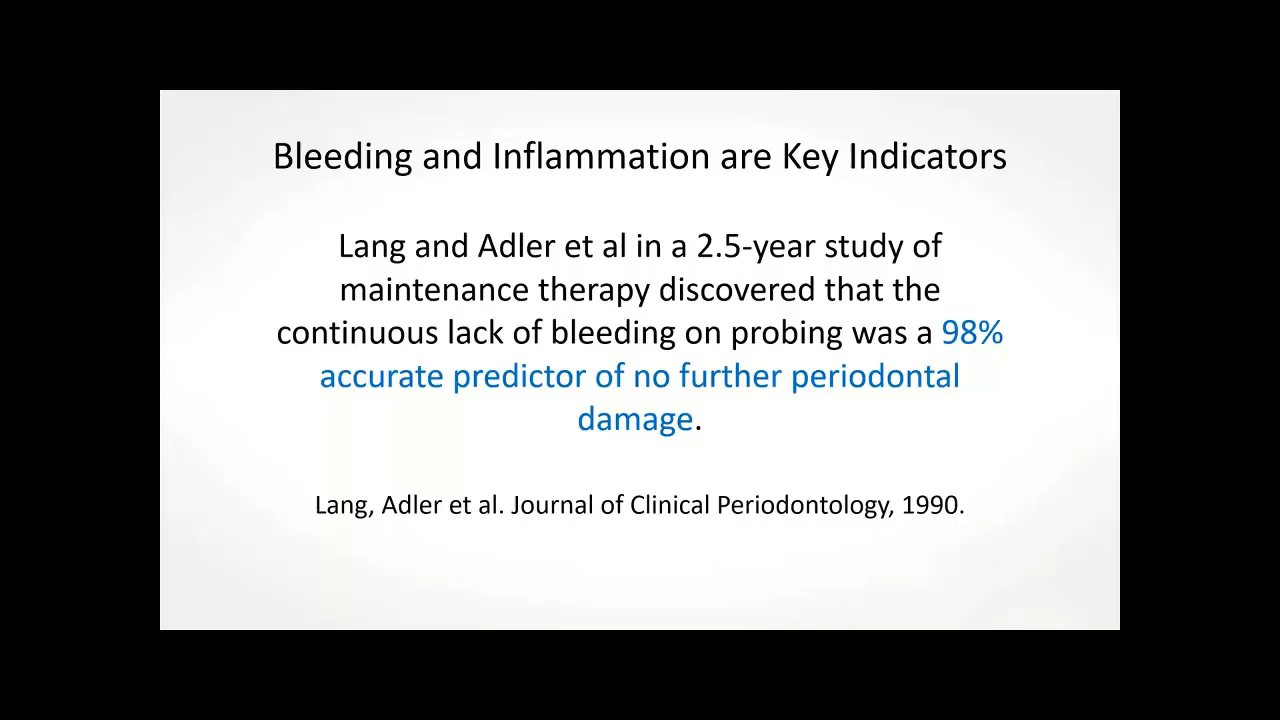 Bleeding and Inflammation are Key Indicators
Lang and Adler et al in a 2.5-year study of
maintenance therapy discovered that the
continuous lack of bleeding on probing was a 98%
accurate predictor of no further periodontal
damage.
Lang, Adler et al. Journal of Clinical Periodontology, 1990.